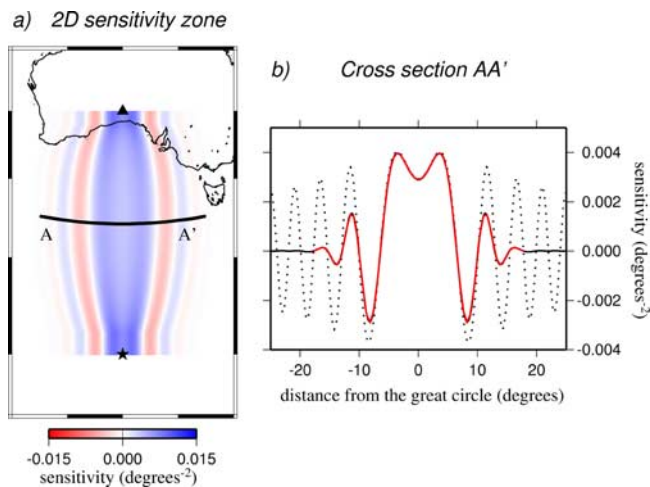 a) 2D sensitivity zone
A A'
-0.015 0.000 0.015
sensitivity (degrees-2)
b) Cross section AA'
0.004
0.002
0.000
-0.002
-0.004
sensitivity (degrees-2)
-20 -10 0 10 20
distance from the great circle (degrees)